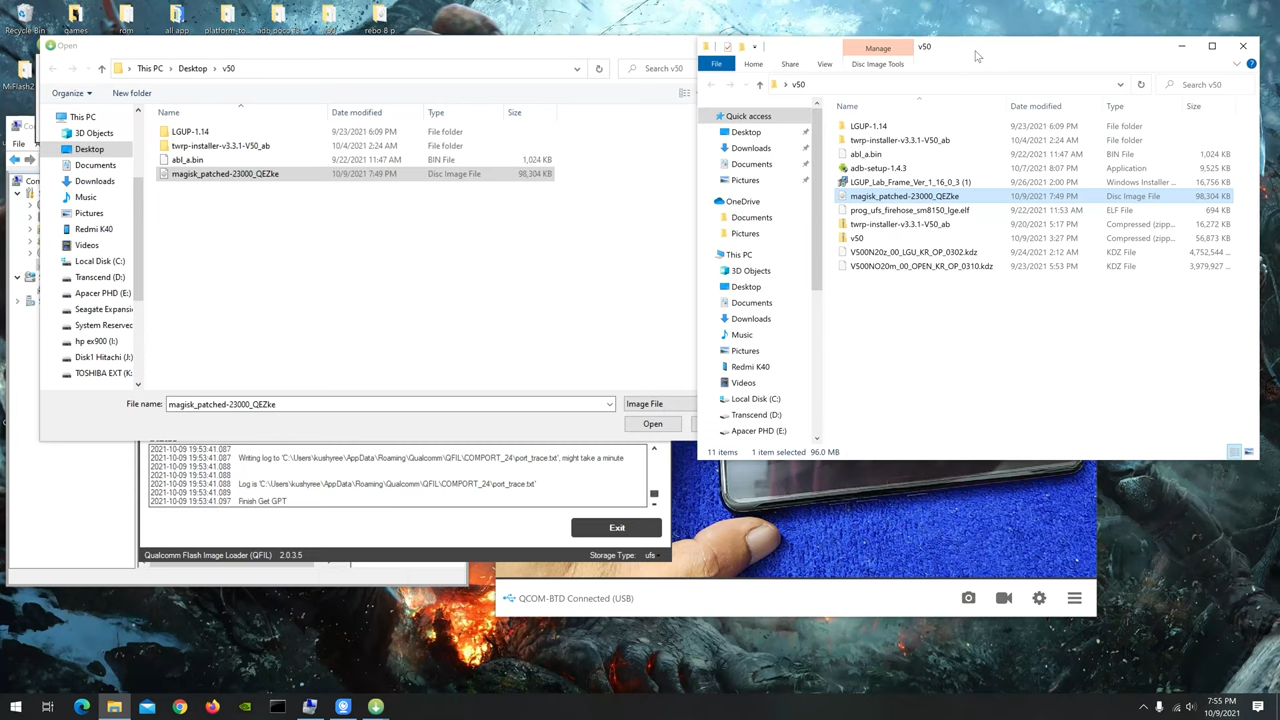 Recycle Bin
games
rom
all app
rebo 8 p
MiFlash2
Open
This PC
Desktop
v50
Search v50
Organize
New folder
Name
Date modified
Type
Size
This PC
3D Objects
Desktop
Documents
Downloads
Music
Pictures
Redmi K40
Videos
Local Disk (C:)
Transcend (D:)
Apacer PHD (E:)
Seagate Expansi
System Reserved
hp ex900 (I:)
Disk1 Hitachi (J:)
TOSHIBA EXT (K:
LGUP-1.14 9/23/2021 6:09 PM File folder
twrp-installer-v3.3.1-V50_ab 10/4/2021 2:24 AM File folder
abl_a.bin 9/22/2021 11:47 AM BIN File 1,024 KB
magisk_patched-23000_QEZke 10/9/2021 7:49 PM Disc Image File 98,304 KB
File name:
magisk_patched-23000_QEZke
Image File
Open
File
2021-10-09 19:53:41.087
2021-10-09 19:53:41.087 Writing log to 'C:\Users\kushyree\AppData\Roaming\Qualcomm\QFIL\COMPORT_24\port_trace.txt', might take a minute
2021-10-09 19:53:41.088
2021-10-09 19:53:41.088 Log is 'C:\Users\kushyree\AppData\Roaming\Qualcomm\QFIL\COMPORT_24\port_trace.txt'
2021-10-09 19:53:41.089
2021-10-09 19:53:41.097 Finish Get GPT
Exit
Qualcomm Flash Image Loader (QFIL) 2.0.3.5
Storage Type: ufs
Manage
v50
File
Home
Share
View
Disc Image Tools
v50
Search v50
Name
Date modified
Type
Size
Quick access
Desktop
Downloads
Documents
Pictures
OneDrive
Documents
Pictures
This PC
3D Objects
Desktop
Documents
Downloads
Music
Pictures
Redmi K40
Videos
Local Disk (C:)
Transcend (D:)
Apacer PHD (E:)
LGUP-1.14 9/23/2021 6:09 PM File folder
twrp-installer-v3.3.1-V50_ab 10/4/2021 2:24 AM File folder
abl_a.bin 9/22/2021 11:47 AM BIN File 1,024 KB
adb-setup-1.4.3 10/7/2021 8:07 PM Application 9,525 KB
LGUP_Lab_Frame_Ver_1_16_0_3 (1) 9/26/2021 2:00 PM Windows Installer ... 16,756 KB
magisk_patched-23000_QEZke 10/9/2021 7:49 PM Disc Image File 98,304 KB
prog_ufs_firehose_sm8150_lge.elf 9/22/2021 11:53 AM ELF File 694 KB
twrp-installer-v3.3.1-V50_ab 9/20/2021 5:17 PM Compressed (zipp... 16,272 KB
v50 10/9/2021 3:27 PM Compressed (zipp... 56,873 KB
V500N20z_00_LGU_KR_OP_0302.kdz 9/24/2021 2:12 AM KDZ File 4,752,544 ...
V500NO20m_00_OPEN_KR_OP_0310.kdz 9/23/2021 5:53 PM KDZ File 3,979,927 ...
11 items 1 item selected 96.0 MB
QCOM-BTD Connected (USB)
7:55 PM
10/9/2021